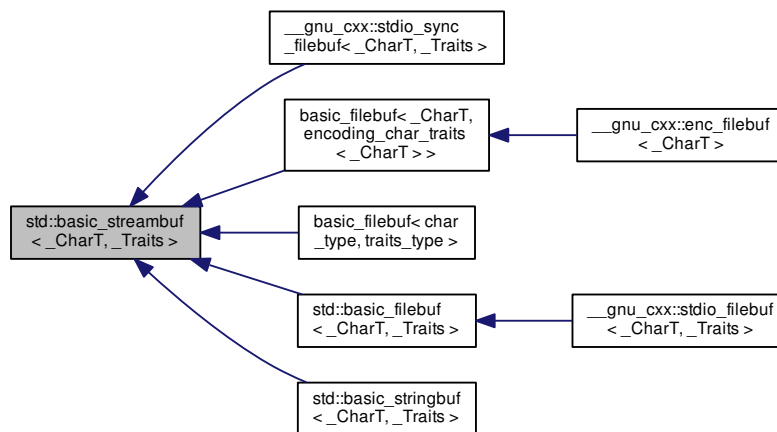 __gnu_cxx::stdio_sync
_filebuf< _CharT, _Traits >
basic_filebuf< _CharT,
encoding_char_traits
< _CharT > >
__gnu_cxx::enc_filebuf
< _CharT >
std::basic_streambuf
< _CharT, _Traits >
basic_filebuf< char
_type, traits_type >
std::basic_filebuf
< _CharT, _Traits >
__gnu_cxx::stdio_filebuf
< _CharT, _Traits >
std::basic_stringbuf
< _CharT, _Traits >